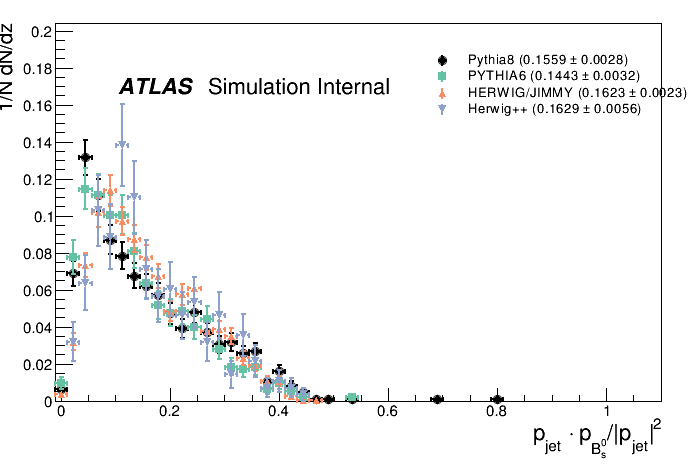 1/N dN/dz
0.2
0.18
0.16
0.14
0.12
0.1
0.08
0.06
0.04
0.02
0
ATLAS Simulation Internal
Pythia8 (0.1559 ± 0.0028)
PYTHIA6 (0.1443 ± 0.0032)
HERWIG/JIMMY (0.1623 ± 0.0023)
Herwig++ (0.1629 ± 0.0056)
0 0.2 0.4 0.6 0.8 1
p_jet · p_{B_s^0}/|p_jet|^2